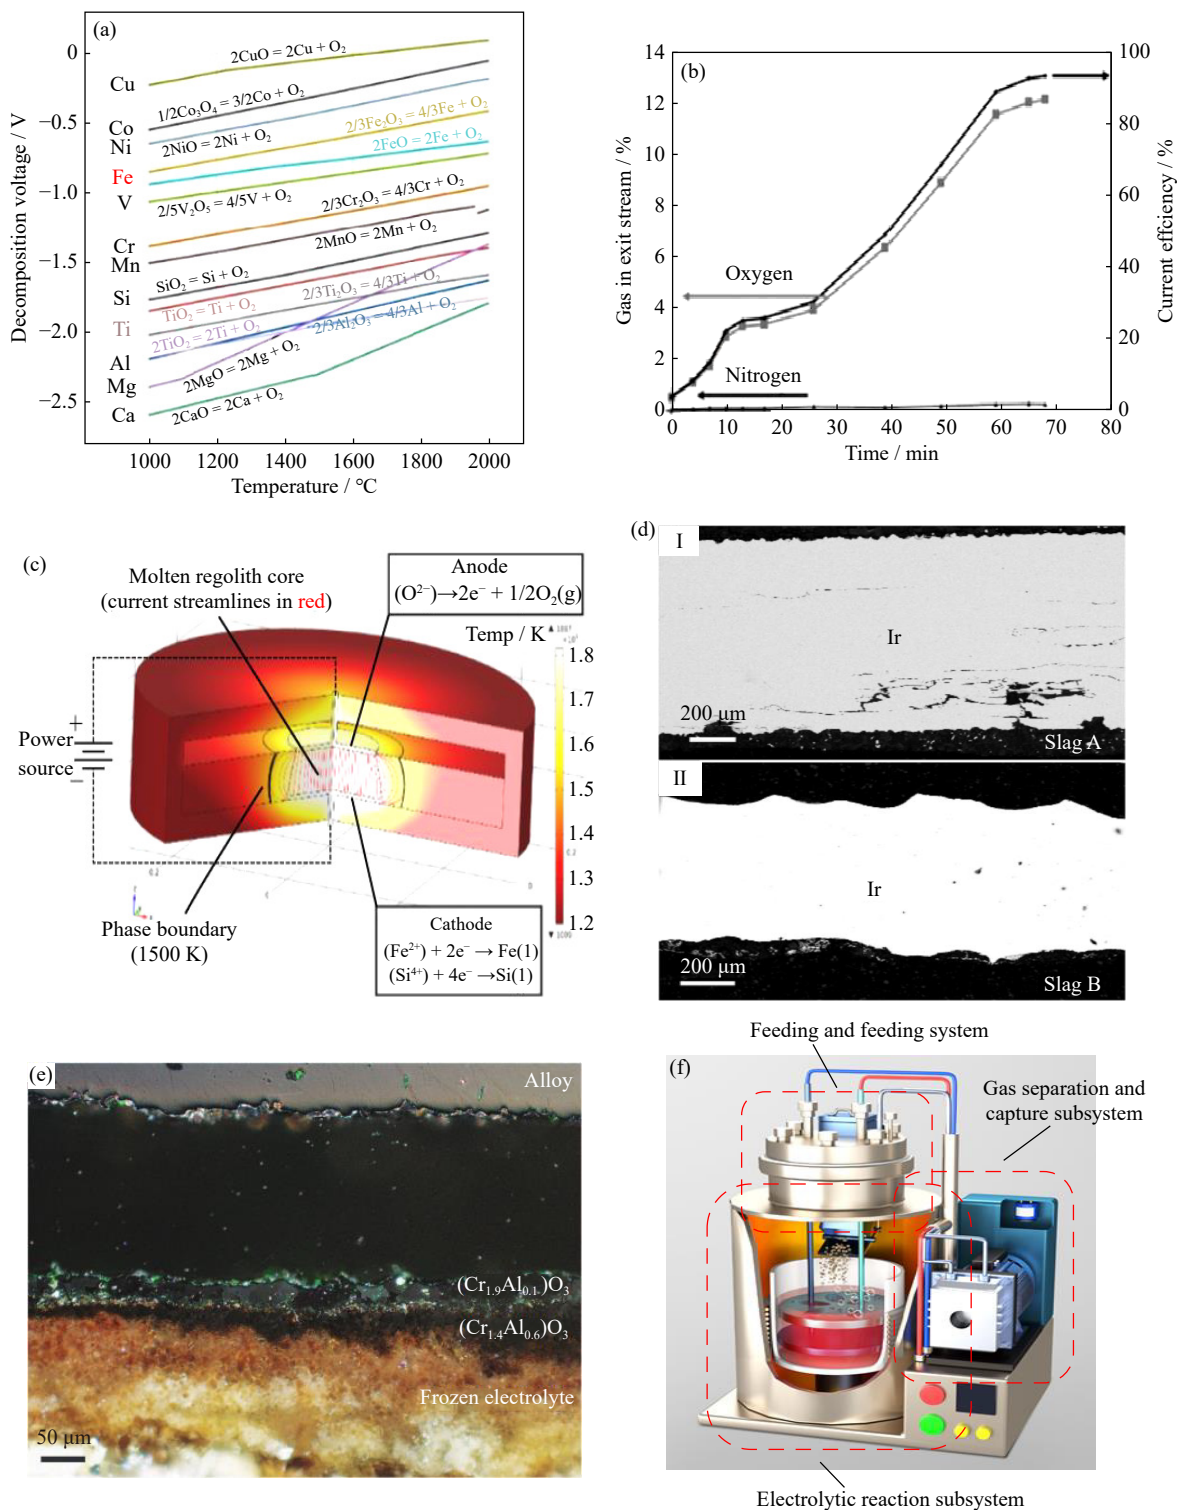 (a)
0
−0.5
−1.0
−1.5
−2.0
−2.5
Decomposition voltage / V
Cu
Co
Ni
Fe
V
Cr
Mn
Si
Ti
Al
Mg
Ca
2CuO = 2Cu + O₂
1/2Co₃O₄ = 3/2Co + O₂
2NiO = 2Ni + O₂
2/3Fe₂O₃ = 4/3Fe + O₂
2FeO = 2Fe + O₂
2/5V₂O₅ = 4/5V + O₂
2/3Cr₂O₃ = 4/3Cr + O₂
2MnO = 2Mn + O₂
SiO₂ = Si + O₂
TiO₂ = Ti + O₂
2/3Ti₂O₃ = 4/3Ti + O₂
2TiO₂ = 2Ti + O₂
2/3Al₂O₃ = 4/3Al + O₂
2MgO = 2Mg + O₂
2CaO = 2Ca + O₂
1000 1200 1400 1600 1800 2000
Temperature / °C
(b)
14
12
10
8
6
4
2
0
Gas in exit stream / %
100
80
60
40
20
0
Current effciency / %
Oxygen
Nitrogen
0 10 20 30 40 50 60 70 80
Time / min
(c)
Molten regolith core
(current streamlines in red)
Anode
(O²⁻)→2e⁻ + 1/2O₂(g)
Temp / K
1.8
1.7
1.6
1.5
1.4
1.3
1.2
+
Power
source
−
Phase boundary
(1500 K)
Cathode
(Fe²⁺) + 2e⁻ → Fe(1)
(Si⁴⁺) + 4e⁻ →Si(1)
0.2
0
0
0.2
(d)
I
Ir
200 μm
Slag A
II
Ir
200 μm
Slag B
(e)
Alloy
(Cr₁.₉Al₀.₁)O₃
(Cr₁.₄Al₀.₆)O₃
Frozen electrolyte
50 μm
(f)
Feeding and feeding system
Gas separation and
capture subsystem
Electrolytic reaction subsystem